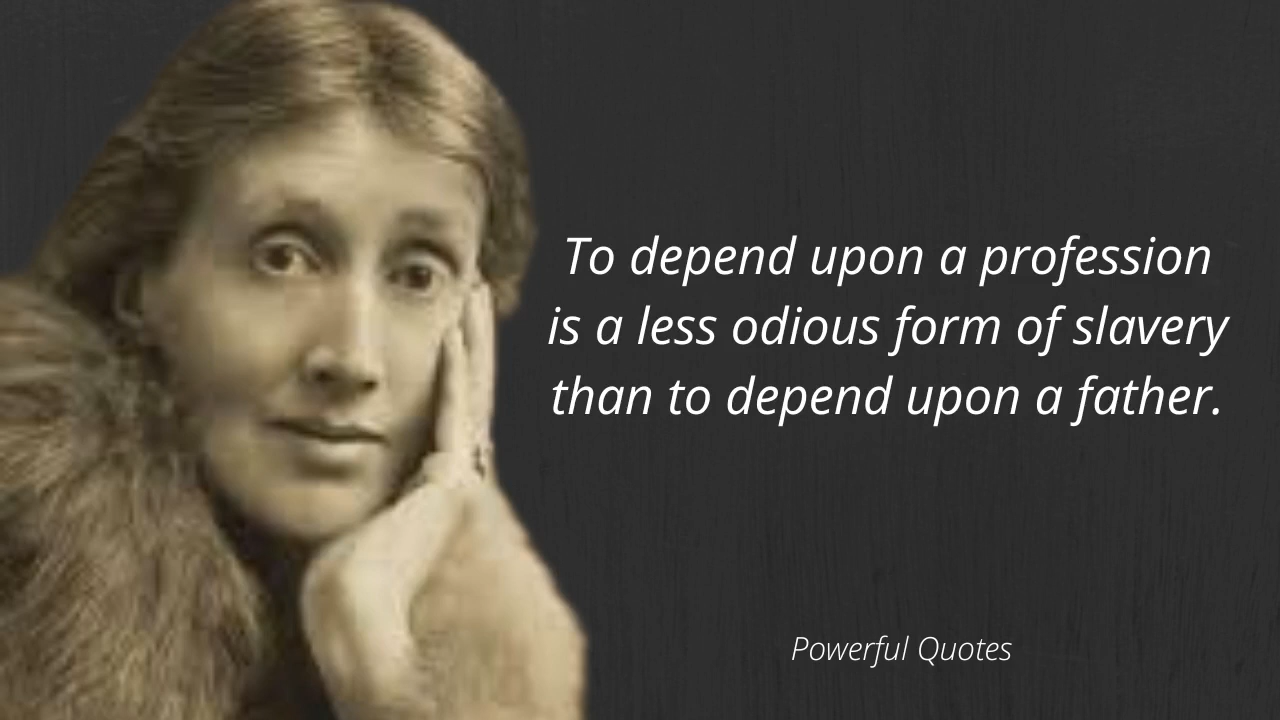 To depend upon a profession
is a less odious form of slavery
than to depend upon a father.
Powerful Quotes